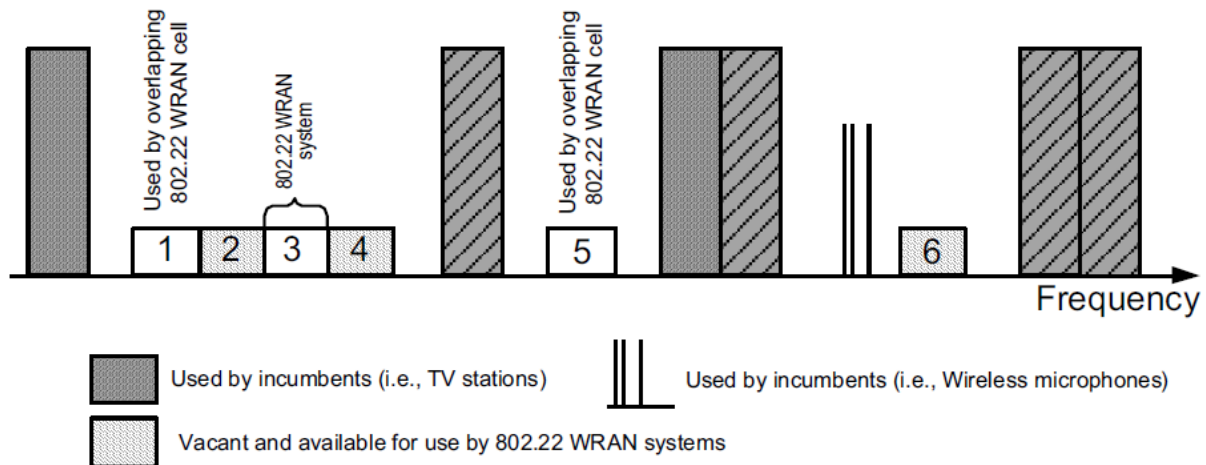 Used by overlapping
802.22 WRAN cell
802.22 WRAN
system
Used by overlapping
802.22 WRAN cell
1 2 3 4 5 6
Frequency
Used by incumbents (i.e., TV stations)
Used by incumbents (i.e., Wireless microphones)
Vacant and available for use by 802.22 WRAN systems